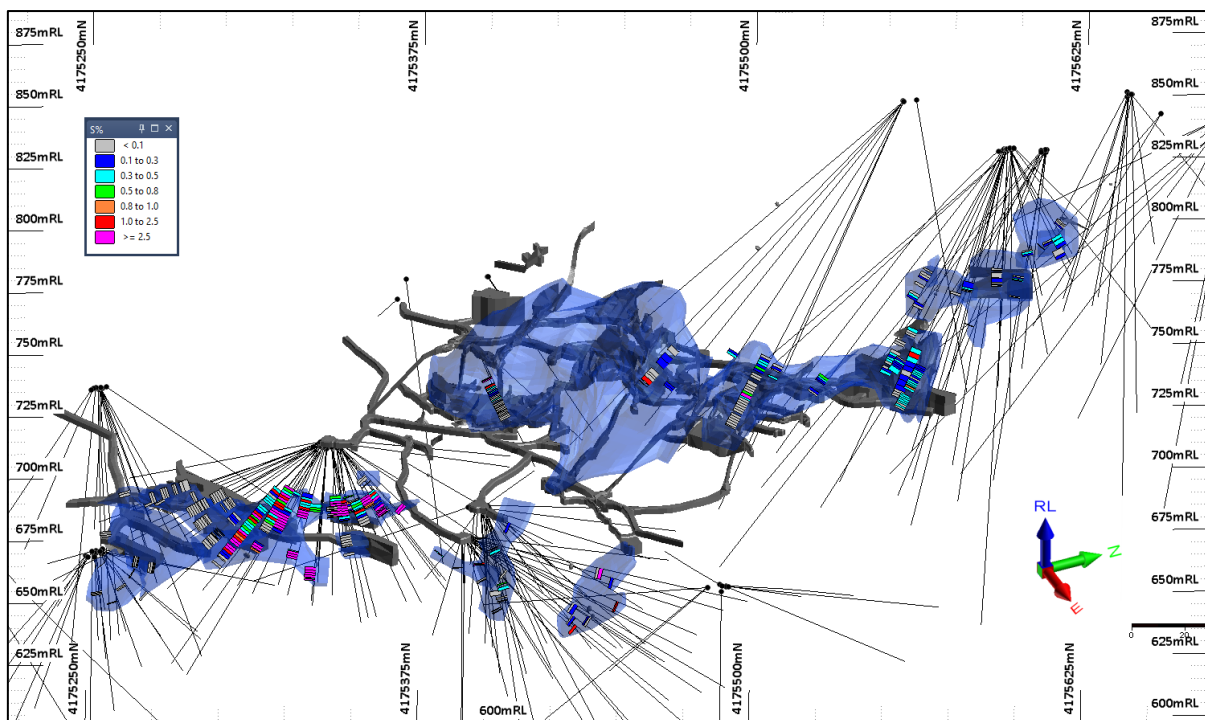 4175250mN
4175375mN
4175500mN
4175625mN
875mRL
875mRL
850mRL
850mRL
S%
< 0.1
0.1 to 0.3
0.3 to 0.5
0.5 to 0.8
0.8 to 1.0
1.0 to 2.5
>= 2.5
825mRL
825mRL
800mRL
800mRL
775mRL
775mRL
750mRL
750mRL
725mRL
725mRL
700mRL
700mRL
675mRL
675mRL
RL
N
E
650mRL
650mRL
0
20
625mRL
625mRL
4175250mN
4175375mN
4175500mN
4175625mN
600mRL
600mRL